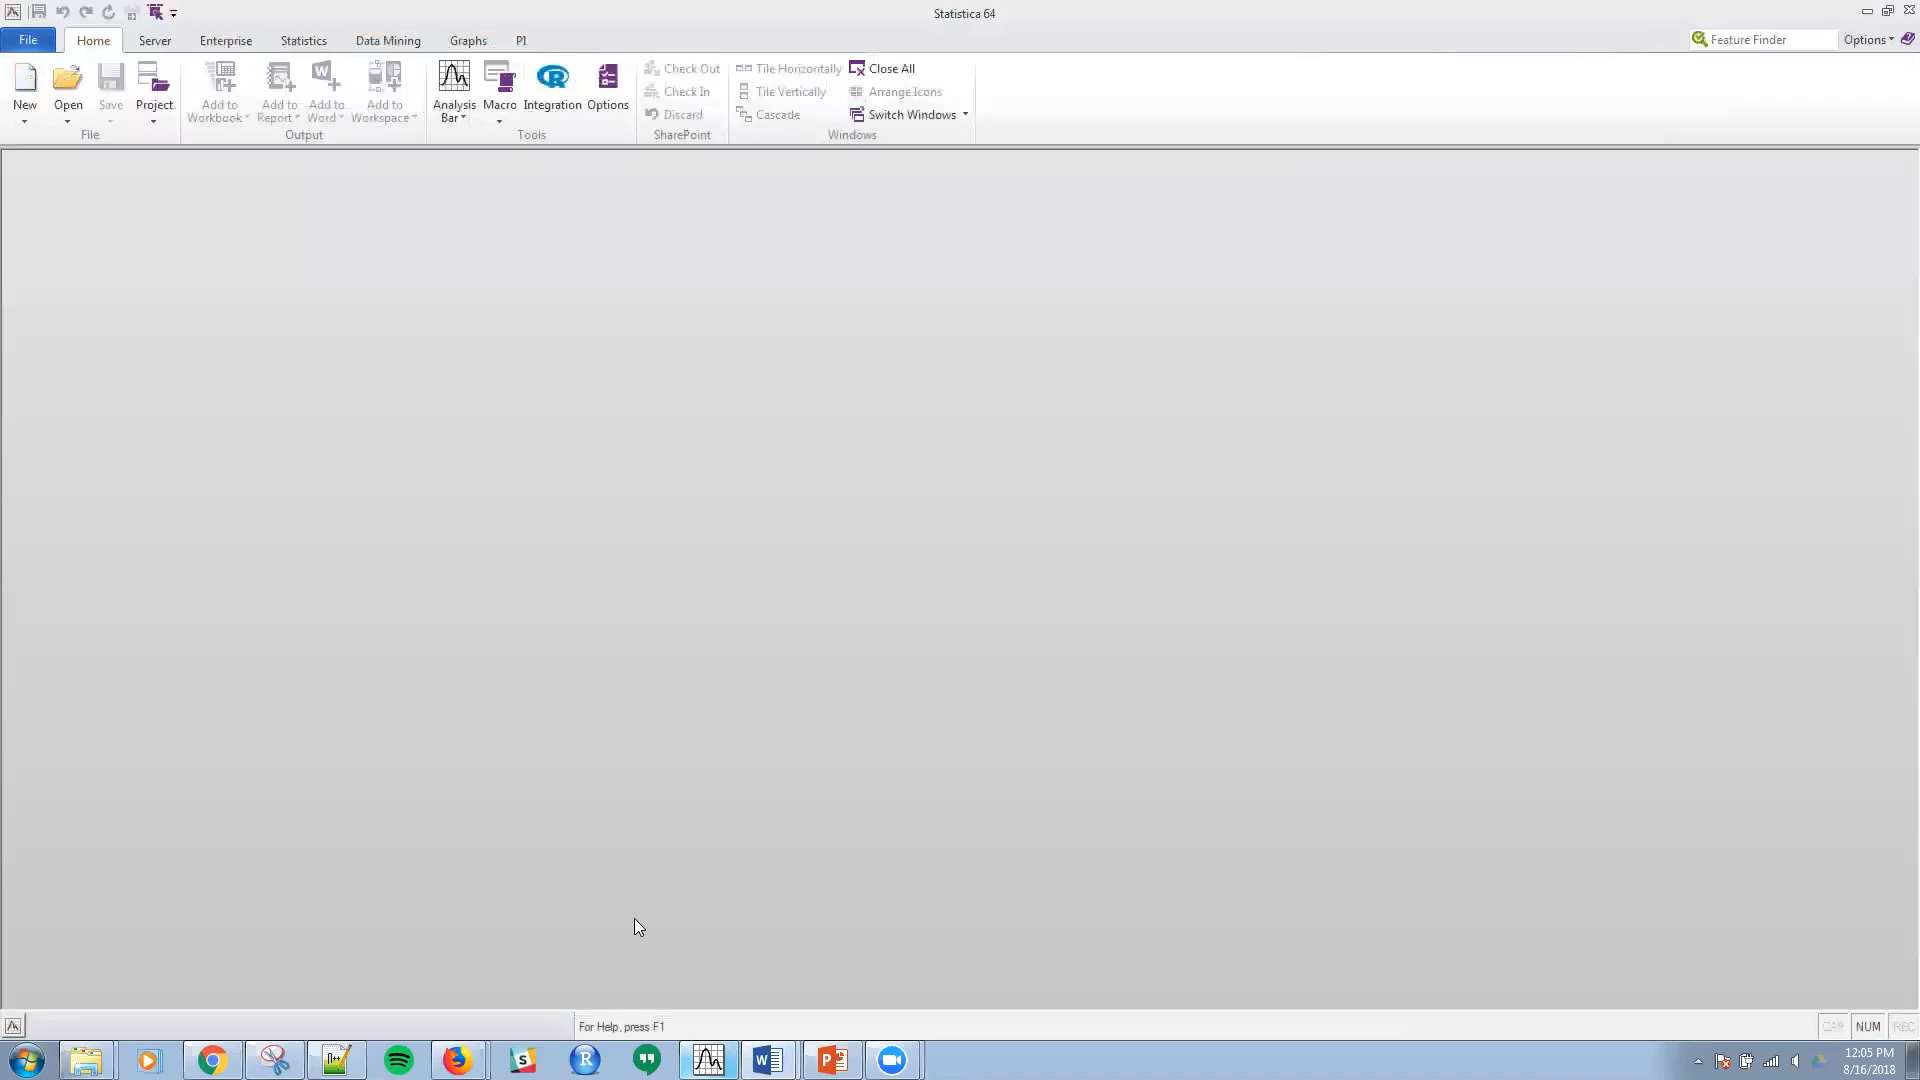 Statistica 64
File Home Server Enterprise Statistics Data Mining Graphs PI Feature Finder Options
New Open Save Project Add to Workbook Add to Report Add to Word Add to Workspace Analysis Bar Macro Integration Options Check Out Tile Horizontally Close All
Check In Tile Vertically Arrange Icons
Discard Cascade Switch Windows
File Output Tools SharePoint Windows
For Help, press F1 CAP NUM REC
12:05 PM
8/16/2018